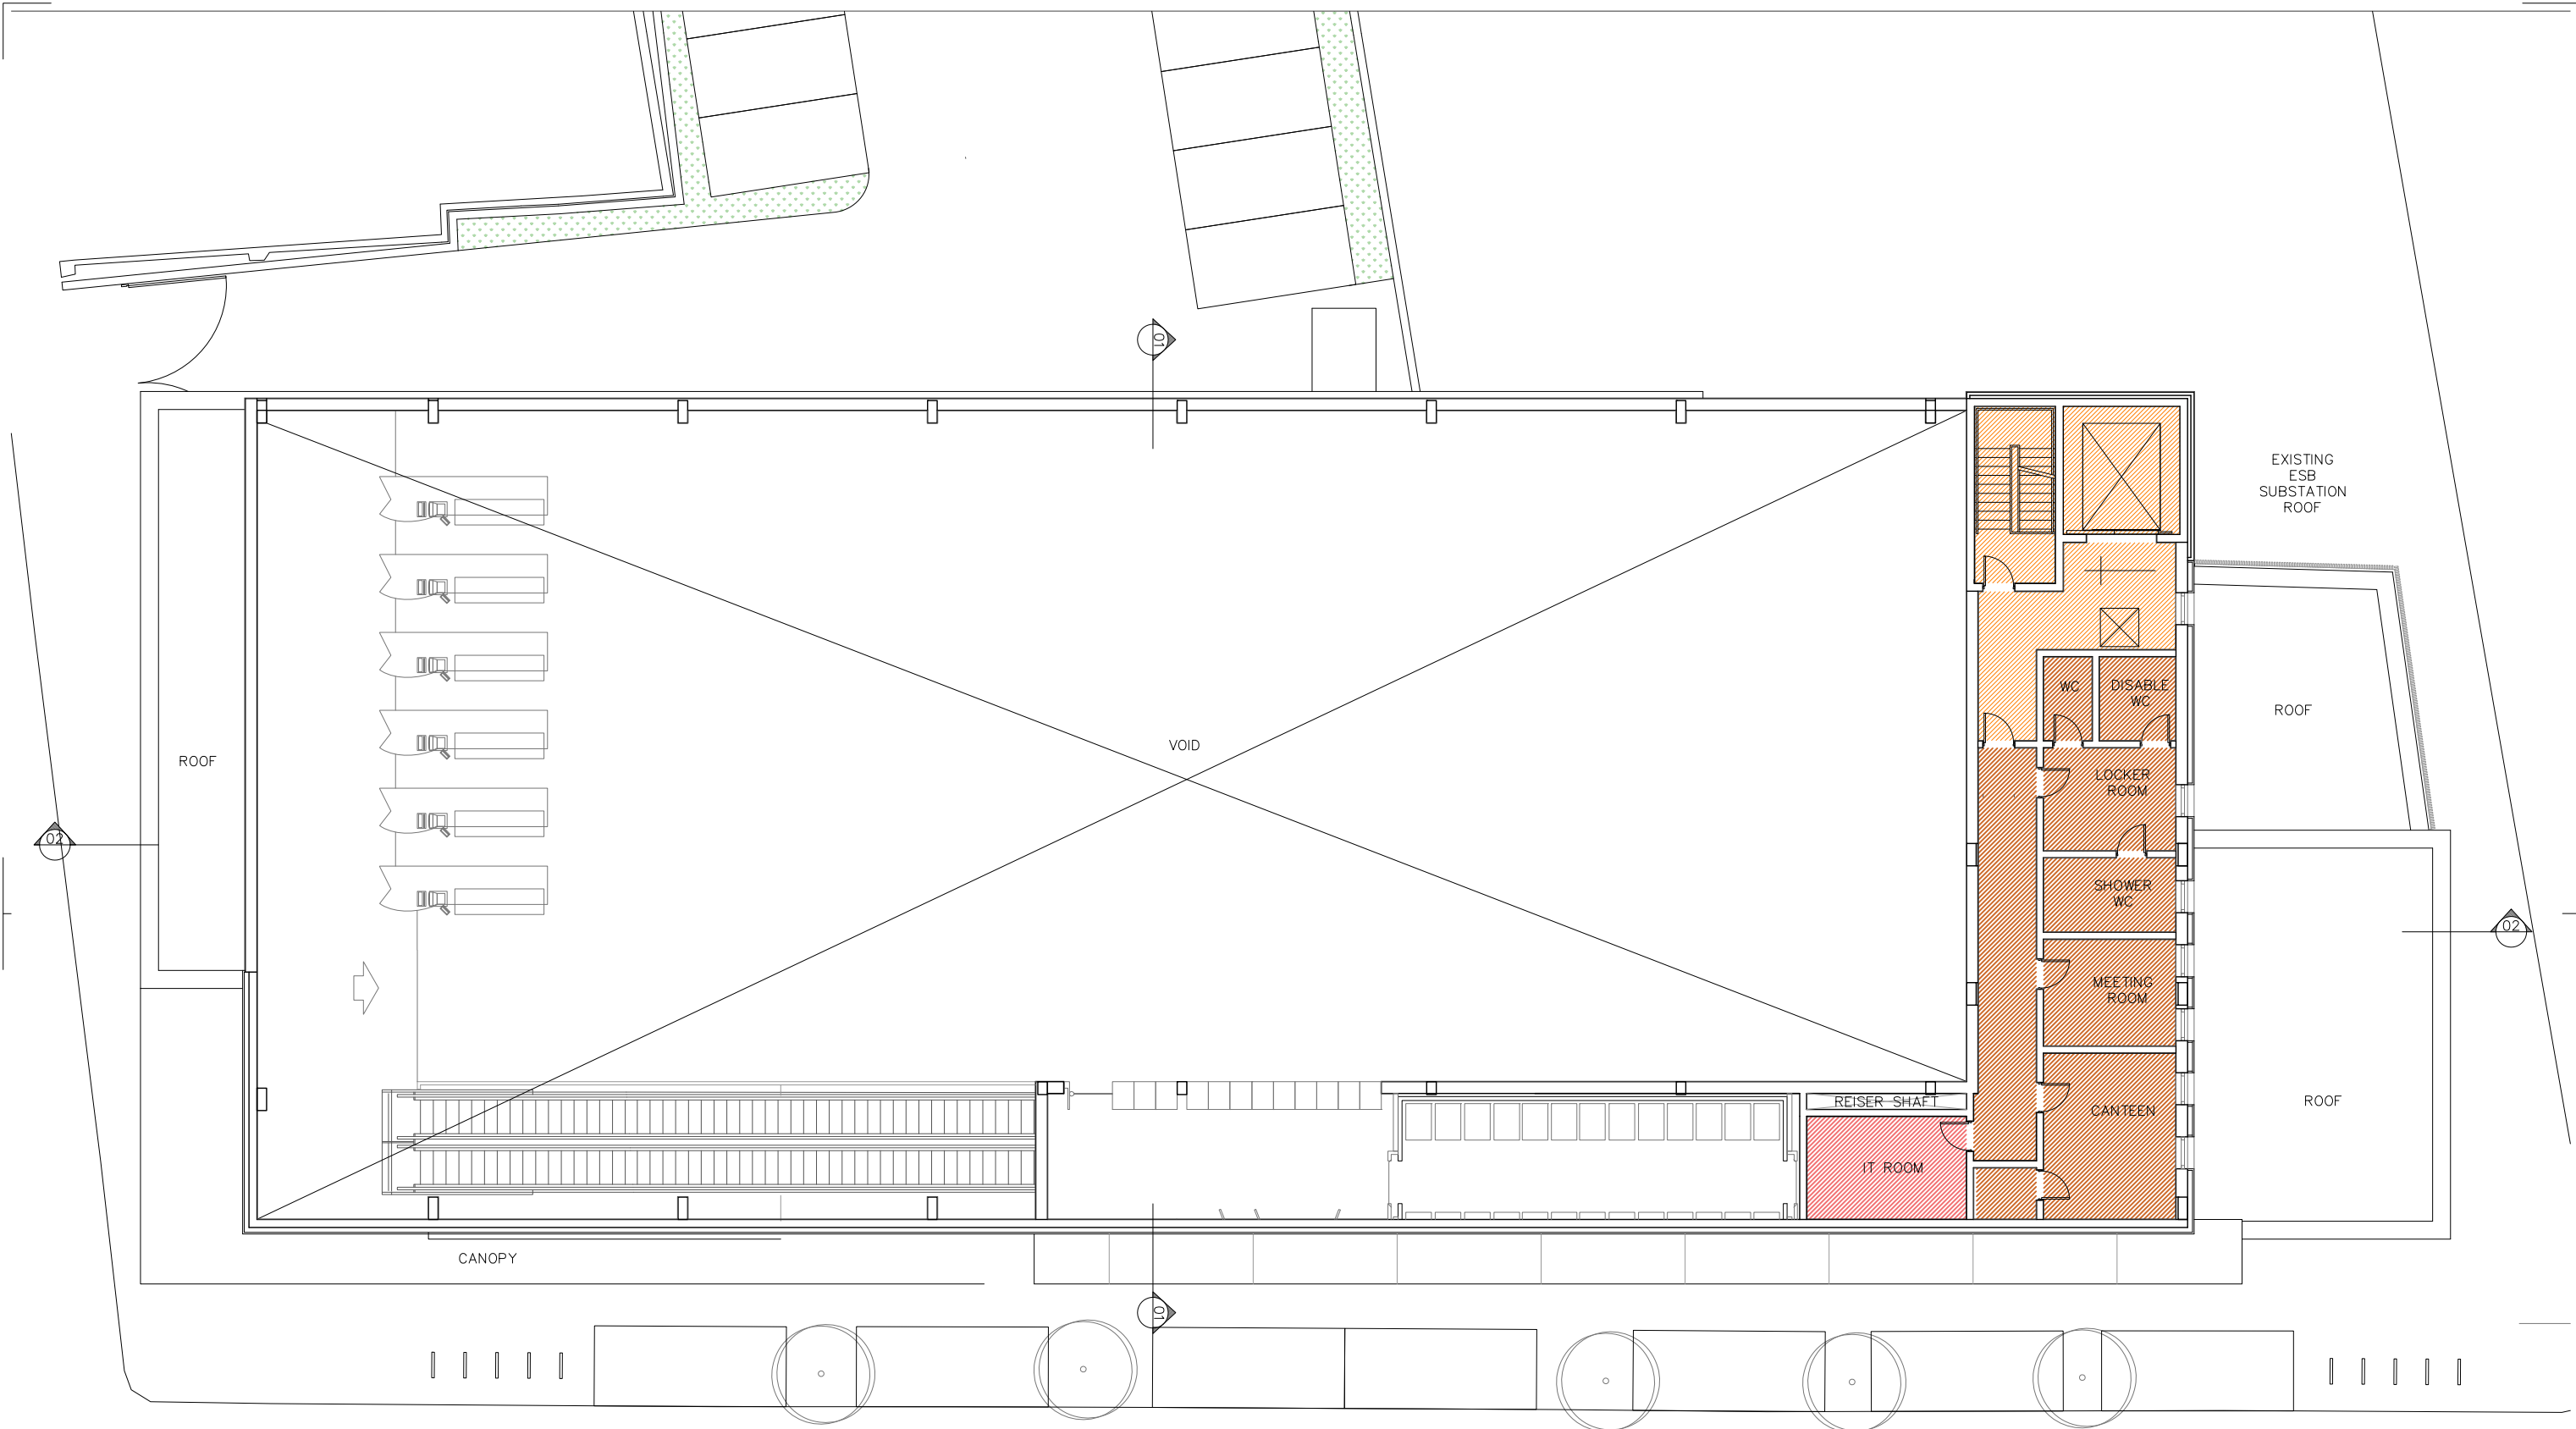 01
EXISTING
ESB
SUBSTATION
ROOF
WC
DISABLE
WC
ROOF
VOID
ROOF
LOCKER
ROOM
02
SHOWER
WC
02
MEETING
ROOM
REISER SHAFT
ROOF
CANTEEN
IT ROOM
CANOPY
01